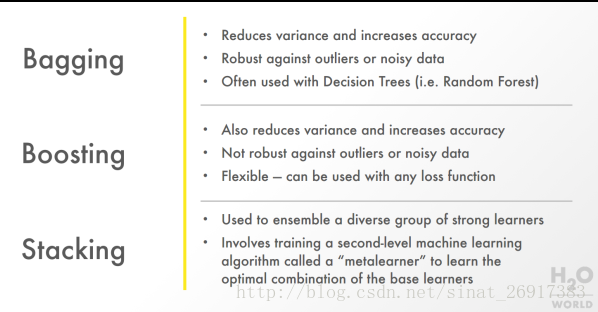 Bagging
• Reduces variance and increases accuracy
• Robust against outliers or noisy data
• Often used with Decision Trees (i.e. Random Forest)
Boosting
• Also reduces variance and increases accuracy
• Not robust against outliers or noisy data
• Flexible – can be used with any loss function
Stacking
• Used to ensemble a diverse group of strong learners
• Involves training a second-level machine learning
algorithm called a “metalearner” to learn the
optimal combination of the base learners
H2O
WORLD
http://blog.csdn.net/sinat_26917383